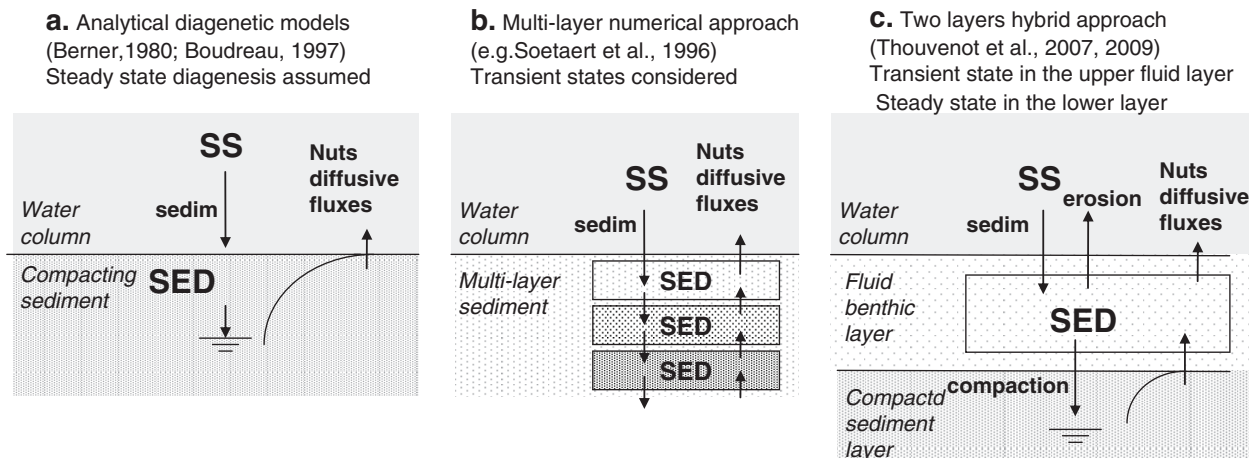 a. Analytical diagenetic models
(Berner,1980; Boudreau, 1997)
Steady state diagenesis assumed
SS
Nuts
diffusive
fluxes
sedim
Water
column
Compacting
sediment
SED
b. Multi-layer numerical approach
(e.g.Soetaert et al., 1996)
Transient states considered
SS
Nuts
diffusive
fluxes
sedim
Water
column
Multi-layer
sediment
SED
SED
SED
c. Two layers hybrid approach
(Thouvenot et al., 2007, 2009)
Transient state in the upper fluid layer
Steady state in the lower layer
SS
erosion
Nuts
diffusive
fluxes
sedim
Water
column
Fluid
benthic
layer
SED
compaction
Compactd
sediment
layer